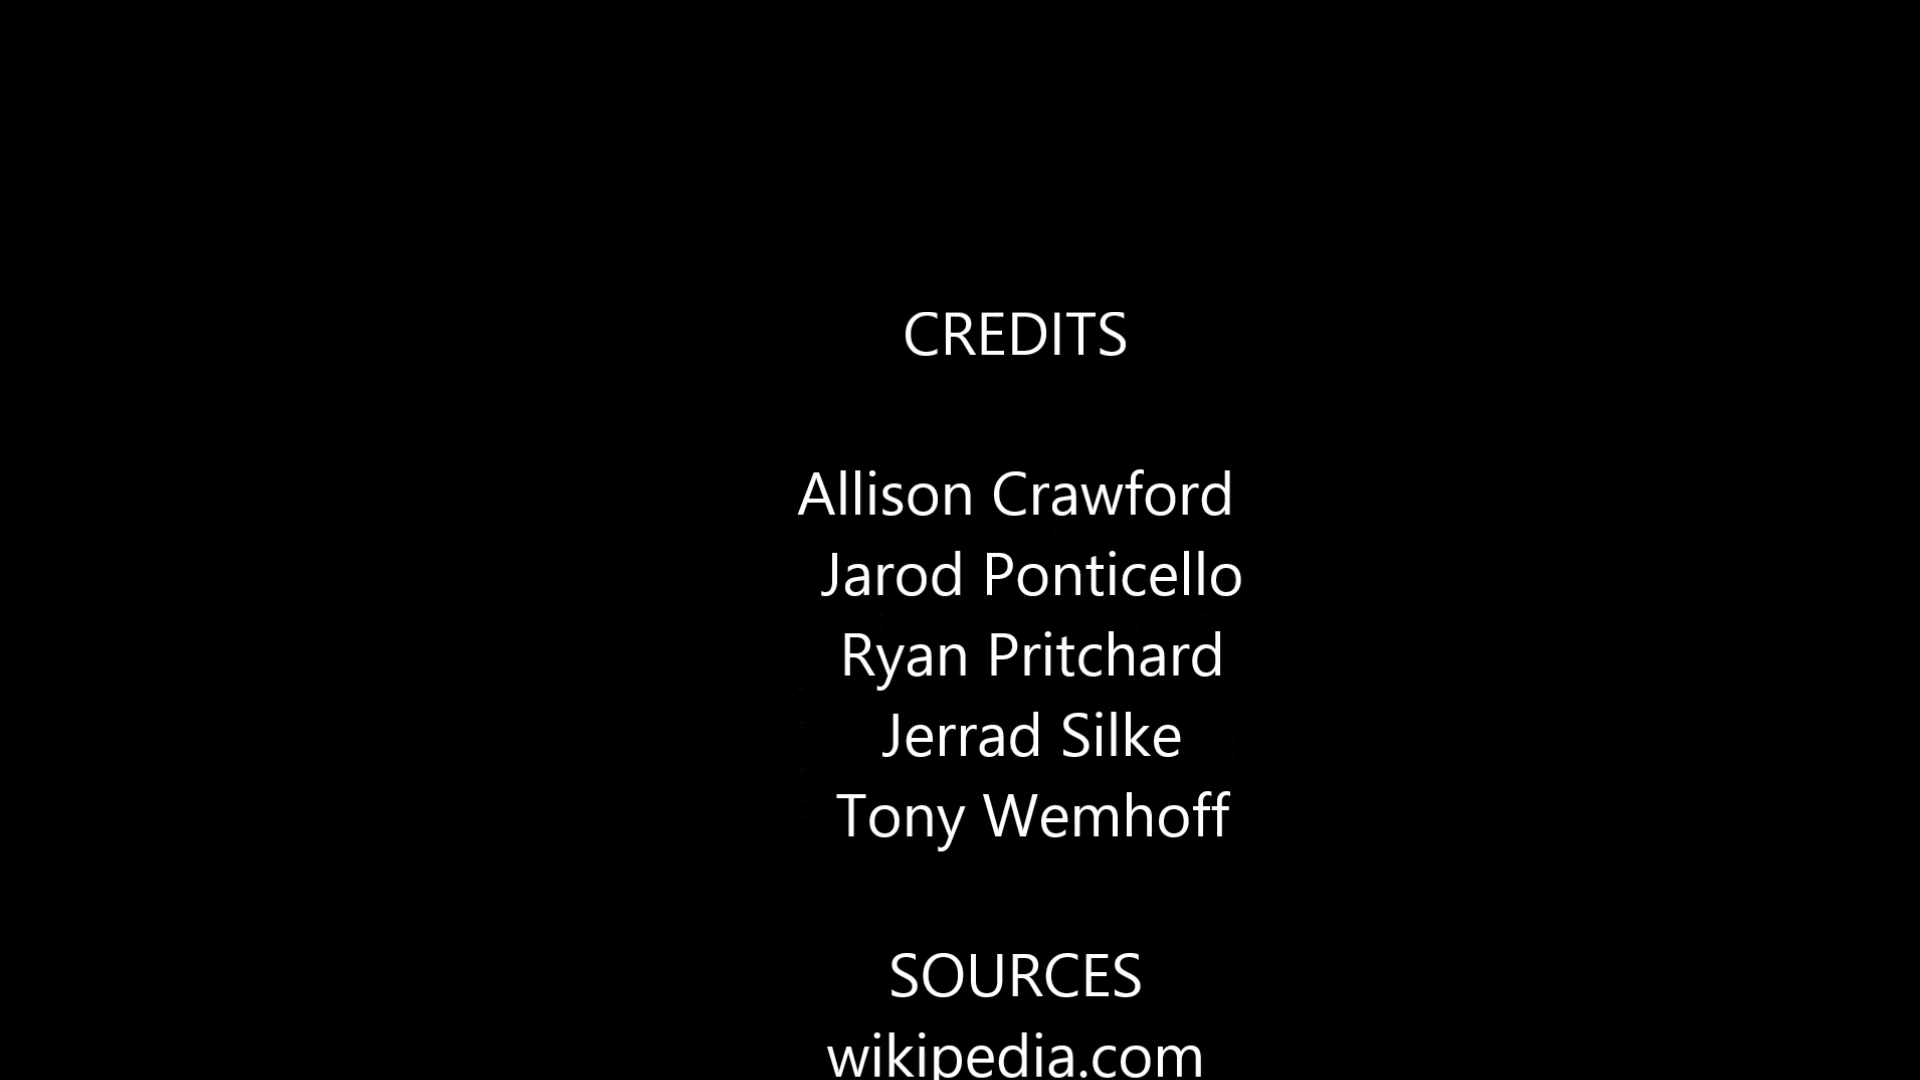 CREDITS
Allison Crawford
Jarod Ponticello
Ryan Pritchard
Jerrad Silke
Tony Wemhoff
SOURCES
wikipedia.com